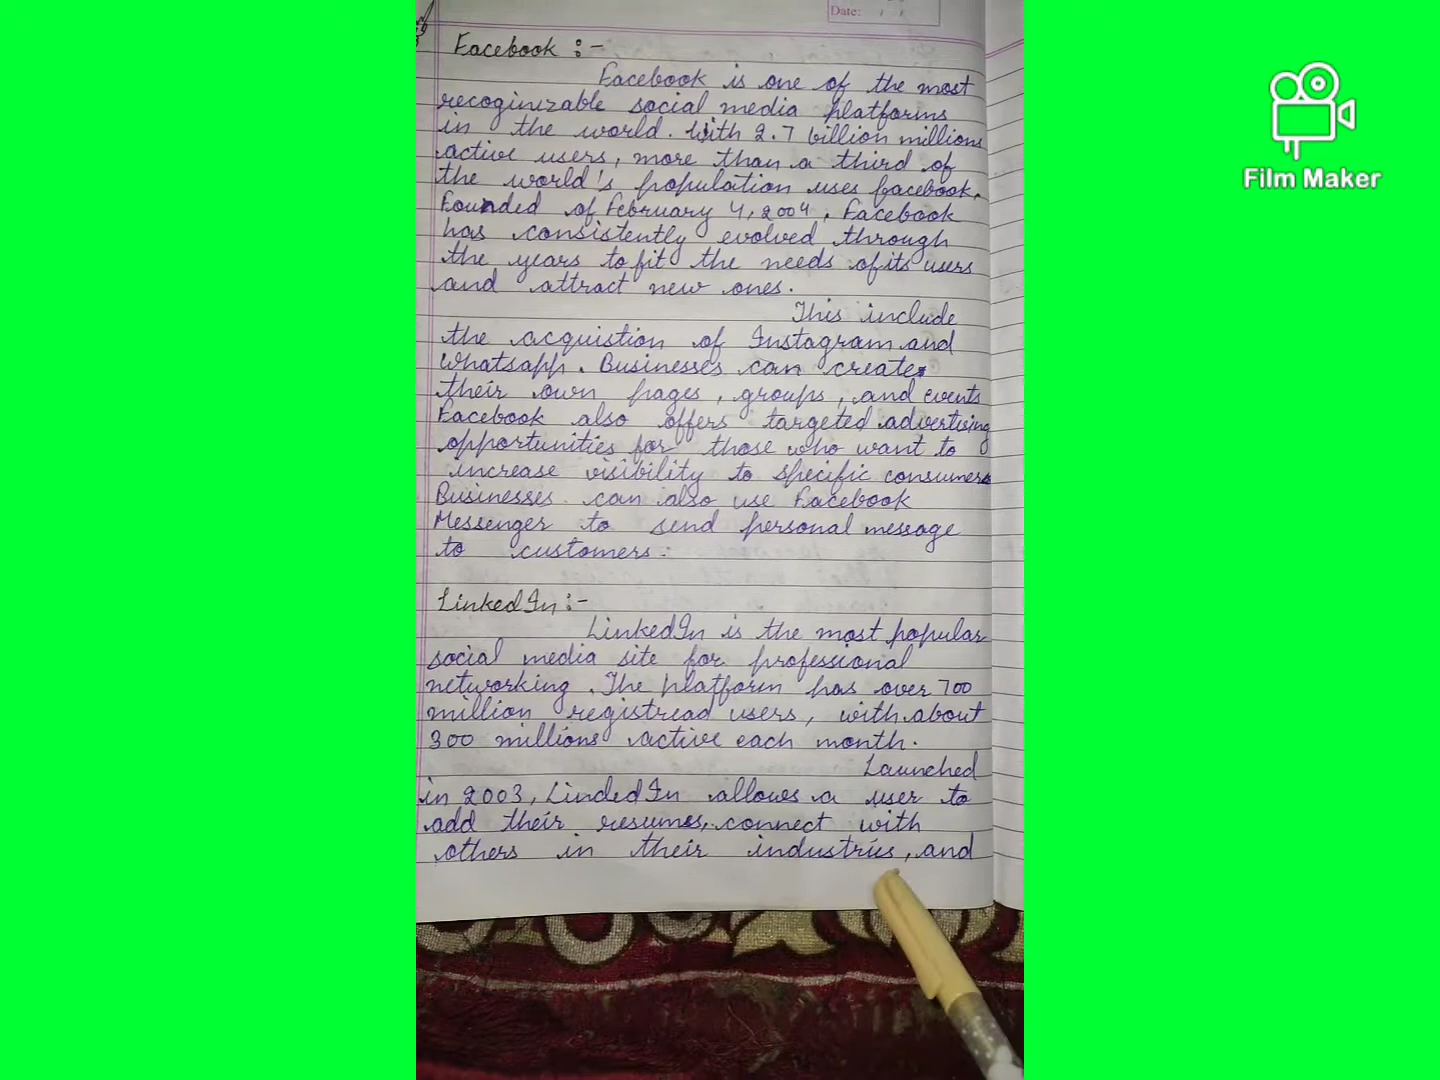 Date: / /
Facebook :-
Facebook is one of the most
recoginizable social media platforms
in the world. With 2.7 billion millions
active users, more than a third of
the world's population uses facebook.
Founded of February 4, 2004. Facebook
has consistently evolved through
the years to fit the needs of its users
and attract new ones.
This include
the acquistion of Instagram and
whatsapp. Businesses can create
their own pages, groups, and events
Facebook also offers targeted advertising
opportunities for those who want to
increase visibility to specific consumers
Businesses can also use Facebook
Messenger to send personal message
to customers.
LinkedIn :-
LinkedIn is the most popular
social media site for professional
networking. The platform has over 700
million registread users, with about
300 millions active each month.
Launched
in 2003, LindedIn allows a user to
add their resumes, connect with
others in their industries, and
Film Maker